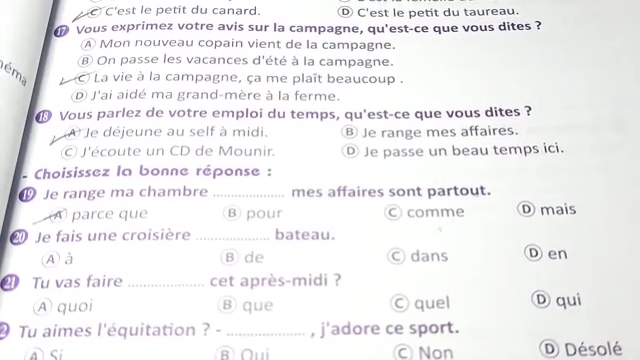 Ⓒ C'est le petit du canard. Ⓓ C'est le petit du taureau.
⓱ Vous exprimez votre avis sur la campagne, qu'est-ce que vous dites ?
Ⓐ Mon nouveau copain vient de la campagne.
Ⓑ On passe les vacances d'été à la campagne.
Ⓒ La vie à la campagne, ça me plaît beaucoup .
Ⓓ J'ai aidé ma grand-mère à la ferme.
⓲ Vous parlez de votre emploi du temps, qu'est-ce que vous dites ?
Ⓐ Je déjeune au self à midi. Ⓑ Je range mes affaires.
Ⓒ J'écoute un CD de Mounir. Ⓓ Je passe un beau temps ici.
- Choisissez la bonne réponse :
⓳ Je range ma chambre .................. mes affaires sont partout.
Ⓐ parce que Ⓑ pour Ⓒ comme Ⓓ mais
⓴ Je fais une croisière .................. bateau.
Ⓐ à Ⓑ de Ⓒ dans Ⓓ en
21 Tu vas faire .................. cet après-midi ?
Ⓐ quoi Ⓑ que Ⓒ quel Ⓓ qui
Tu aimes l'équitation ? - .................. , j'adore ce sport.
Ⓐ Si Ⓑ Oui Ⓒ Non Ⓓ Désolé